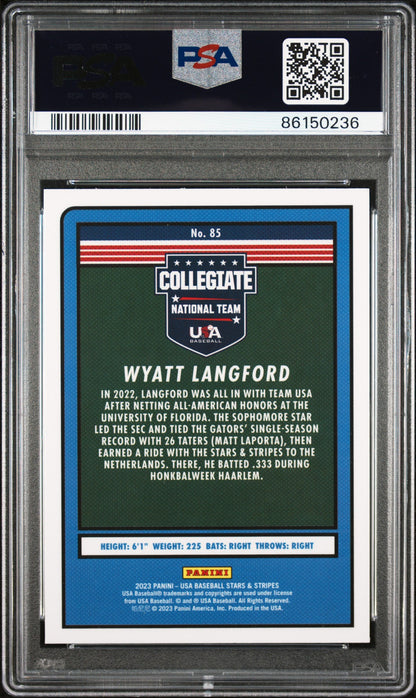 PSA
PSA
86150236
No. 85
COLLEGIATE
NATIONAL TEAM
USA
BASEBALL
WYATT LANGFORD
IN 2022, LANGFORD WAS ALL IN WITH TEAM USA
AFTER NETTING ALL-AMERICAN HONORS AT THE
UNIVERSITY OF FLORIDA. THE SOPHOMORE STAR
LED THE SEC AND TIED THE GATORS' SINGLE-SEASON
RECORD WITH 26 TATERS (MATT LAPORTA), THEN
EARNED A RIDE WITH THE STARS & STRIPES TO THE
NETHERLANDS. THERE, HE BATTED .333 DURING
HONKBALWEEK HAARLEM.
HEIGHT: 6'1" WEIGHT: 225 BATS: RIGHT THROWS: RIGHT
PANINI
2023 PANINI – USA BASEBALL STARS & STRIPES
USA Baseball® trademarks and copyrights are used under license
from USA Baseball. © and ® USA Baseball. All Rights Reserved.
© 2023 Panini America, Inc. Produced in the USA.